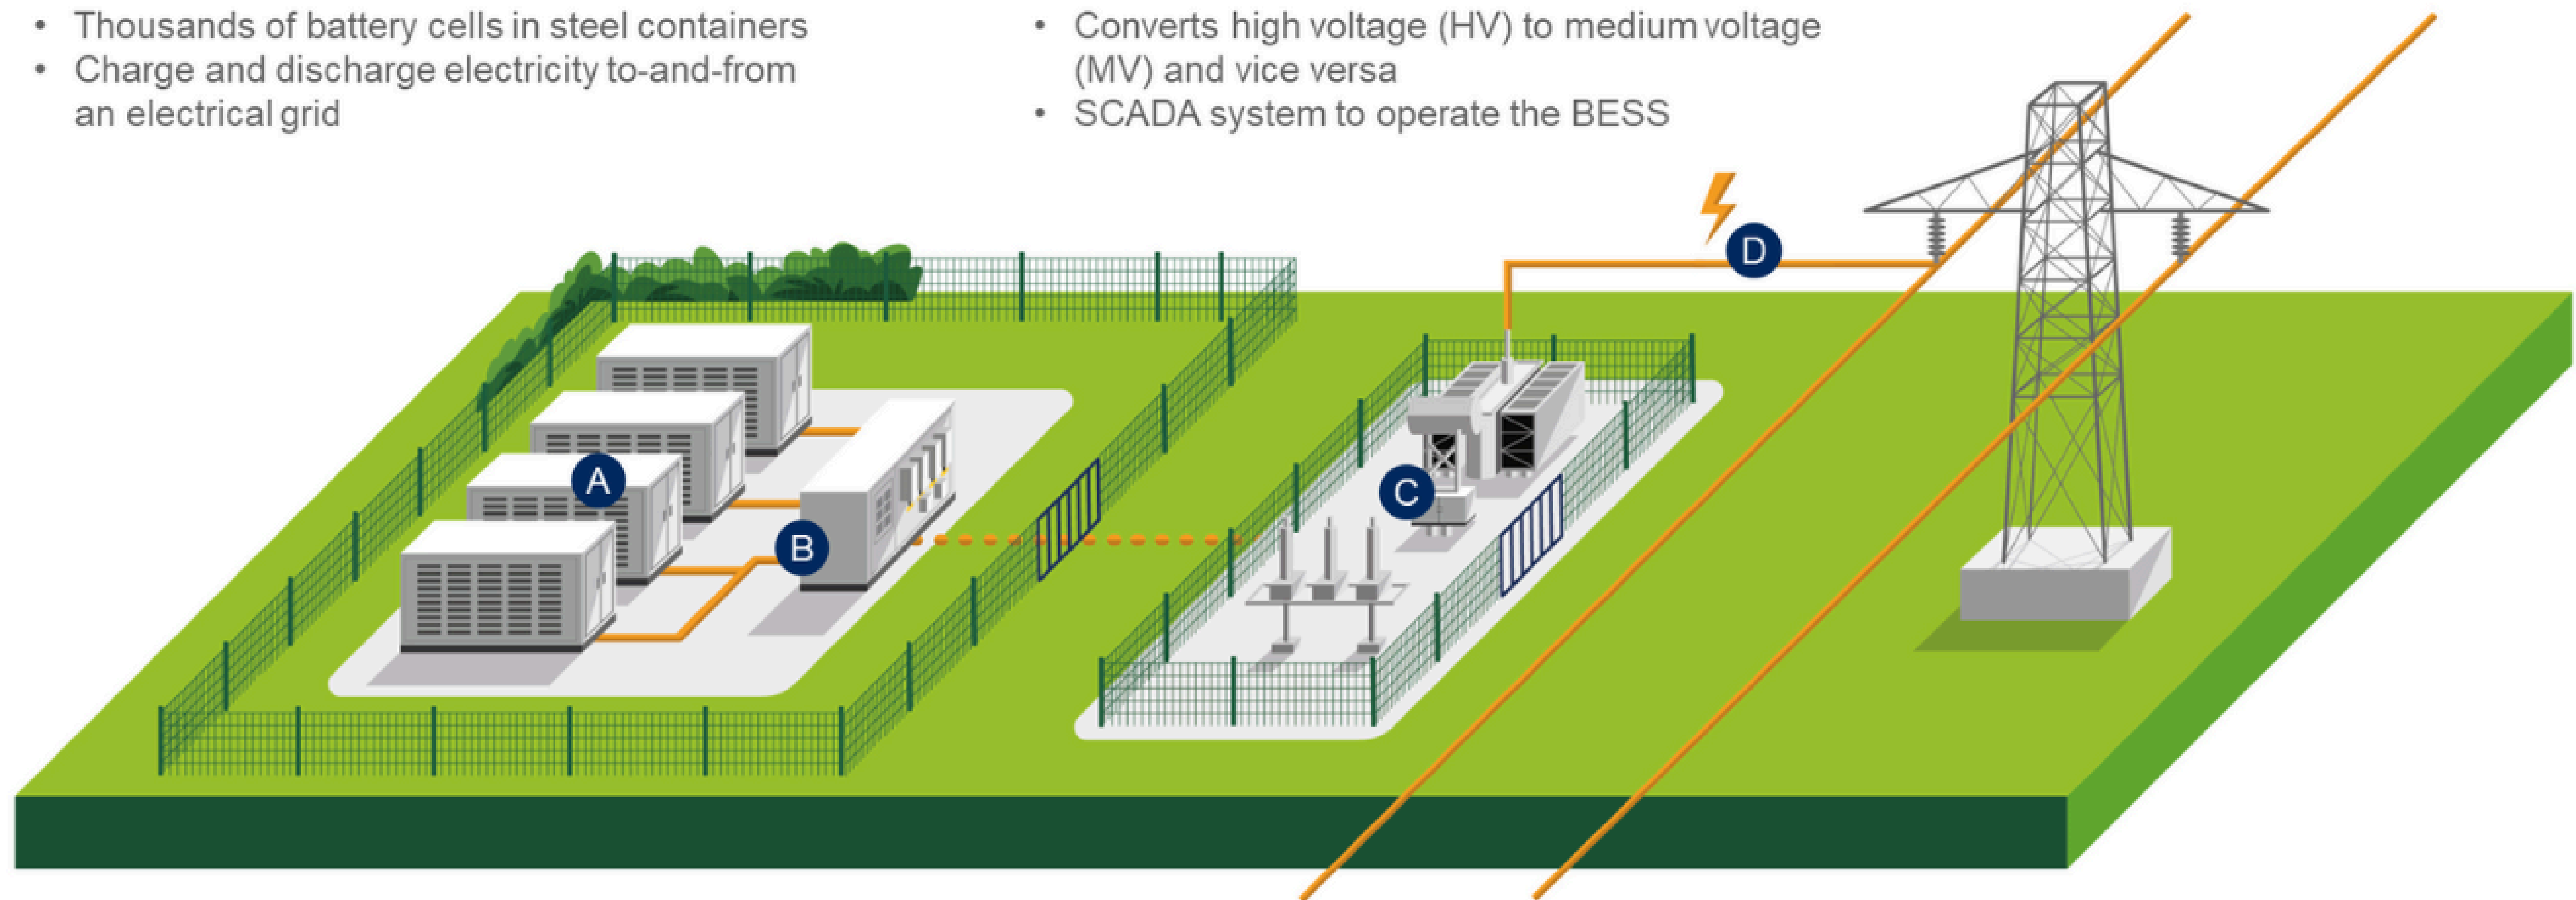 • Thousands of battery cells in steel containers
• Charge and discharge electricity to-and-from
an electrical grid
• Converts high voltage (HV) to medium voltage
(MV) and vice versa
• SCADA system to operate the BESS
D
A
C
B